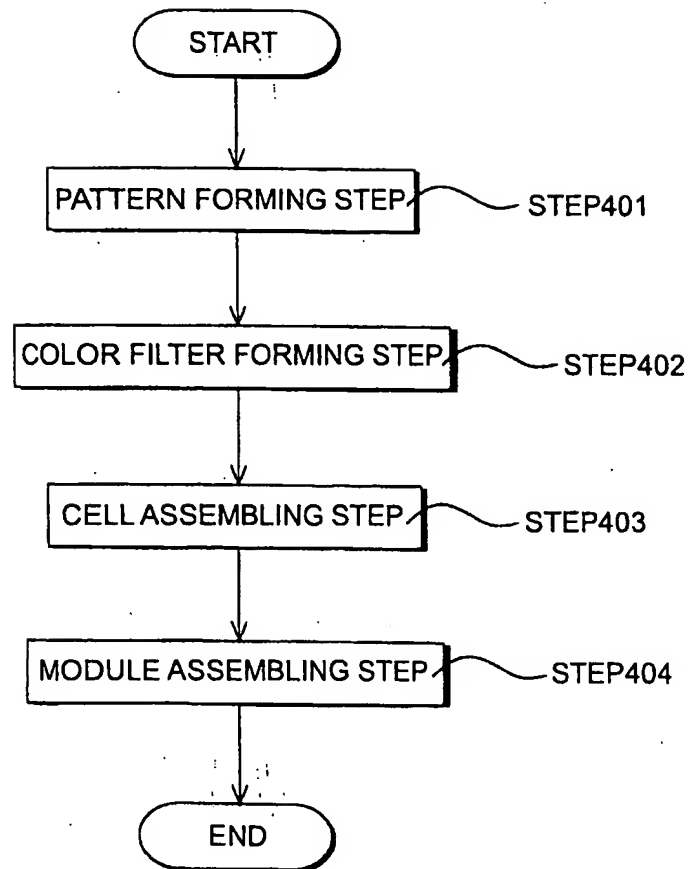 START
PATTERN FORMING STEP
STEP401
COLOR FILTER FORMING STEP
STEP402
CELL ASSEMBLING STEP
STEP403
MODULE ASSEMBLING STEP
STEP404
END